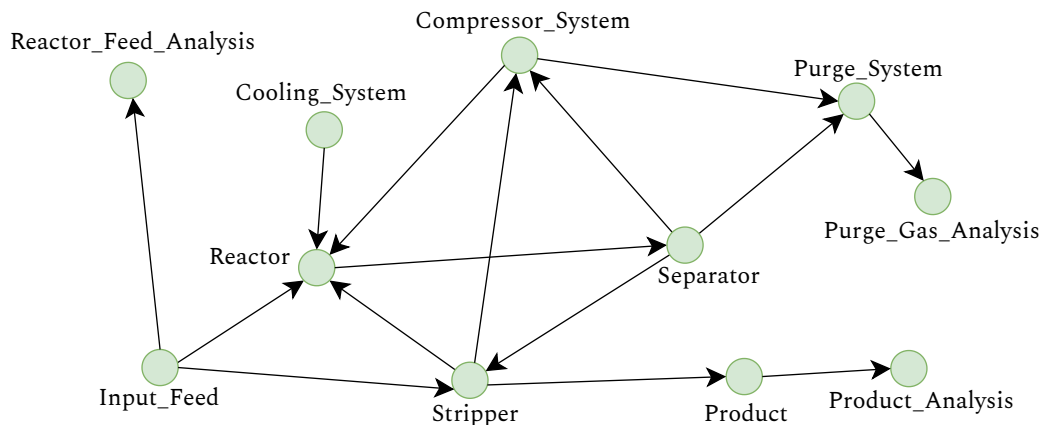 Compressor_System
Reactor_Feed_Analysis
Purge_System
Cooling_System
Purge_Gas_Analysis
Reactor
Separator
Input_Feed
Stripper
Product
Product_Analysis